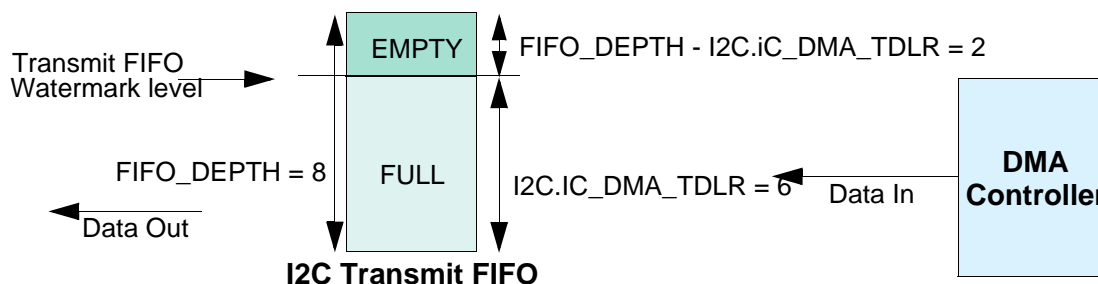 EMPTY
FIFO_DEPTH - I2C.iC_DMA_TDLR = 2
Transmit FIFO
Watermark level
FIFO_DEPTH = 8
FULL
I2C.IC_DMA_TDLR = 6
DMA
Controller
Data In
Data Out
I2C Transmit FIFO